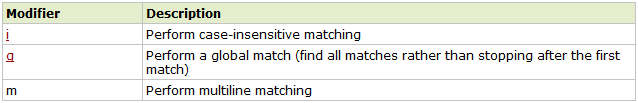 Modifier Description
i Perform case-insensitive matching
g Perform a global match (find all matches rather than stopping after the first
match)
m Perform multiline matching